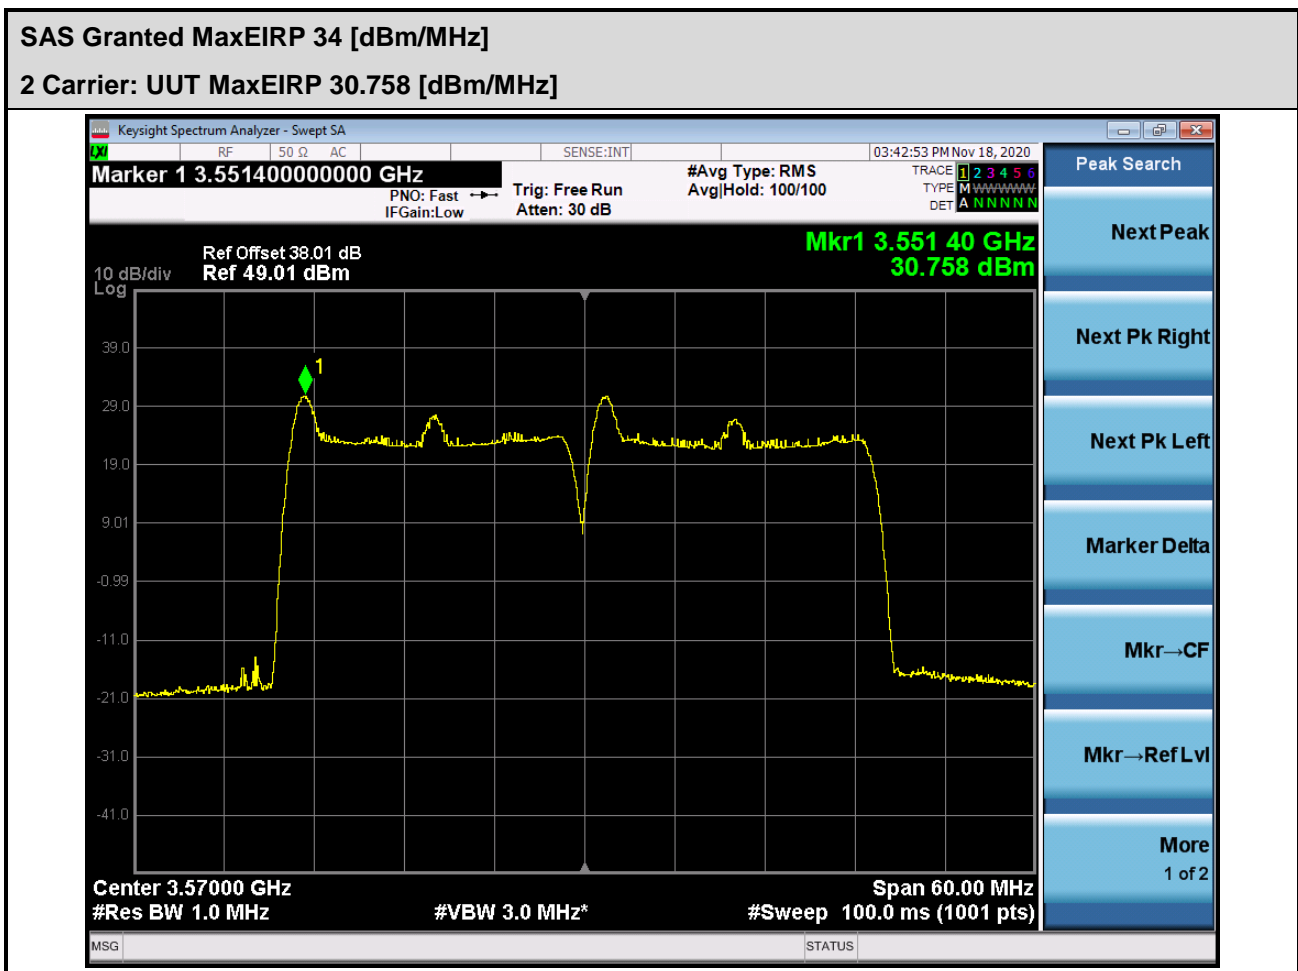 SAS Granted MaxEIRP 34 [dBm/MHz]
2 Carrier: UUT MaxEIRP 30.758 [dBm/MHz]
Keysight Spectrum Analyzer - Swept SA
LXI RF 50 Ω AC SENSE:INT 03:42:53 PM Nov 18, 2020
Marker 1 3.551400000000 GHz
PNO: Fast
IFGain:Low
Trig: Free Run
Atten: 30 dB
#Avg Type: RMS
Avg|Hold: 100/100
TRACE 1 2 3 4 5 6
TYPE M WWWWW
DET A N N N N N
Peak Search
Mkr1 3.551 40 GHz
30.758 dBm
Ref Offset 38.01 dB
10 dB/div Ref 49.01 dBm
Log
39.0
29.0
19.0
9.01
-0.99
-11.0
-21.0
-31.0
-41.0
1
Center 3.57000 GHz
Span 60.00 MHz
#Res BW 1.0 MHz
#VBW 3.0 MHz*
#Sweep 100.0 ms (1001 pts)
MSG
STATUS
Next Peak
Next Pk Right
Next Pk Left
Marker Delta
Mkr→CF
Mkr→Ref Lvl
More
1 of 2